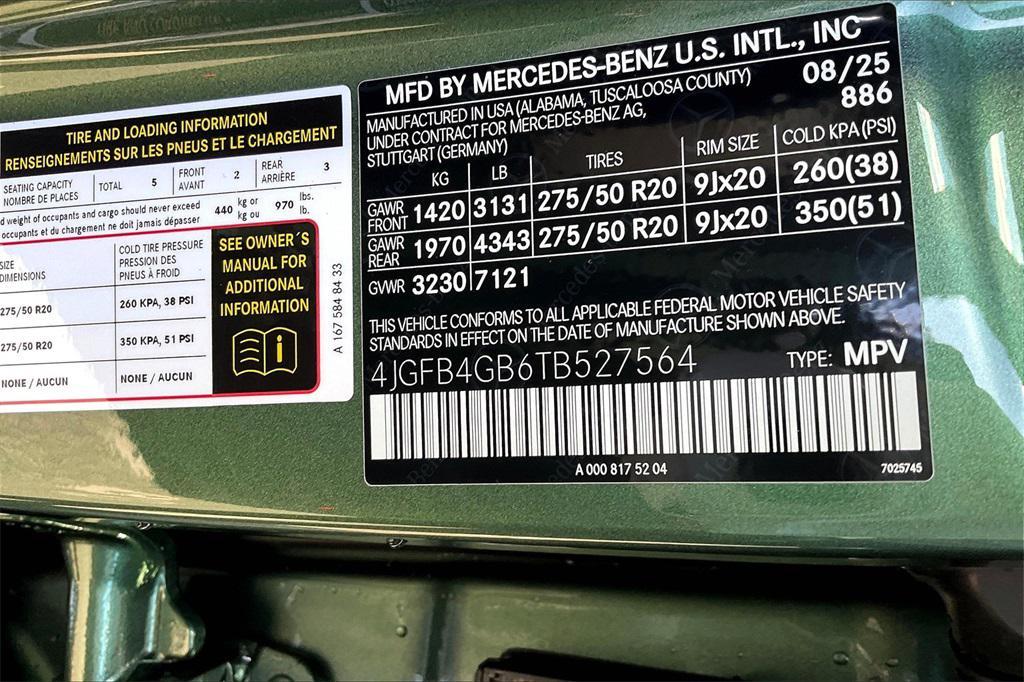 TIRE AND LOADING INFORMATION
RENSEIGNEMENTS SUR LES PNEUS ET LE CHARGEMENT
SEATING CAPACITY
NOMBRE DE PLACES
TOTAL 5
FRONT
AVANT
2
REAR
ARRIÈRE
3
d weight of occupants and cargo should never exceed
occupants et du chargement ne doit jamais dépasser
440 kg or
kg ou
970 lbs.
lb.
SIZE
DIMENSIONS
COLD TIRE PRESSURE
PRESSION DES
PNEUS À FROID
275/50 R20
260 KPA, 38 PSI
275/50 R20
350 KPA, 51 PSI
NONE / AUCUN
NONE / AUCUN
SEE OWNER´S
MANUAL FOR
ADDITIONAL
INFORMATION
i
A 167 584 84 33
MFD BY MERCEDES-BENZ U.S. INTL., INC
MANUFACTURED IN USA (ALABAMA, TUSCALOOSA COUNTY)
UNDER CONTRACT FOR MERCEDES-BENZ AG,
STUTTGART (GERMANY)
08/25
886
KG LB TIRES RIM SIZE COLD KPA (PSI)
GAWR
FRONT
1420 3131 275/50 R20 9Jx20 260(38)
GAWR
REAR
1970 4343 275/50 R20 9Jx20 350(51)
GVWR 3230 7121
THIS VEHICLE CONFORMS TO ALL APPLICABLE FEDERAL MOTOR VEHICLE SAFETY
STANDARDS IN EFFECT ON THE DATE OF MANUFACTURE SHOWN ABOVE.
4JGFB4GB6TB527564 TYPE: MPV
A 000 817 52 04
7025745